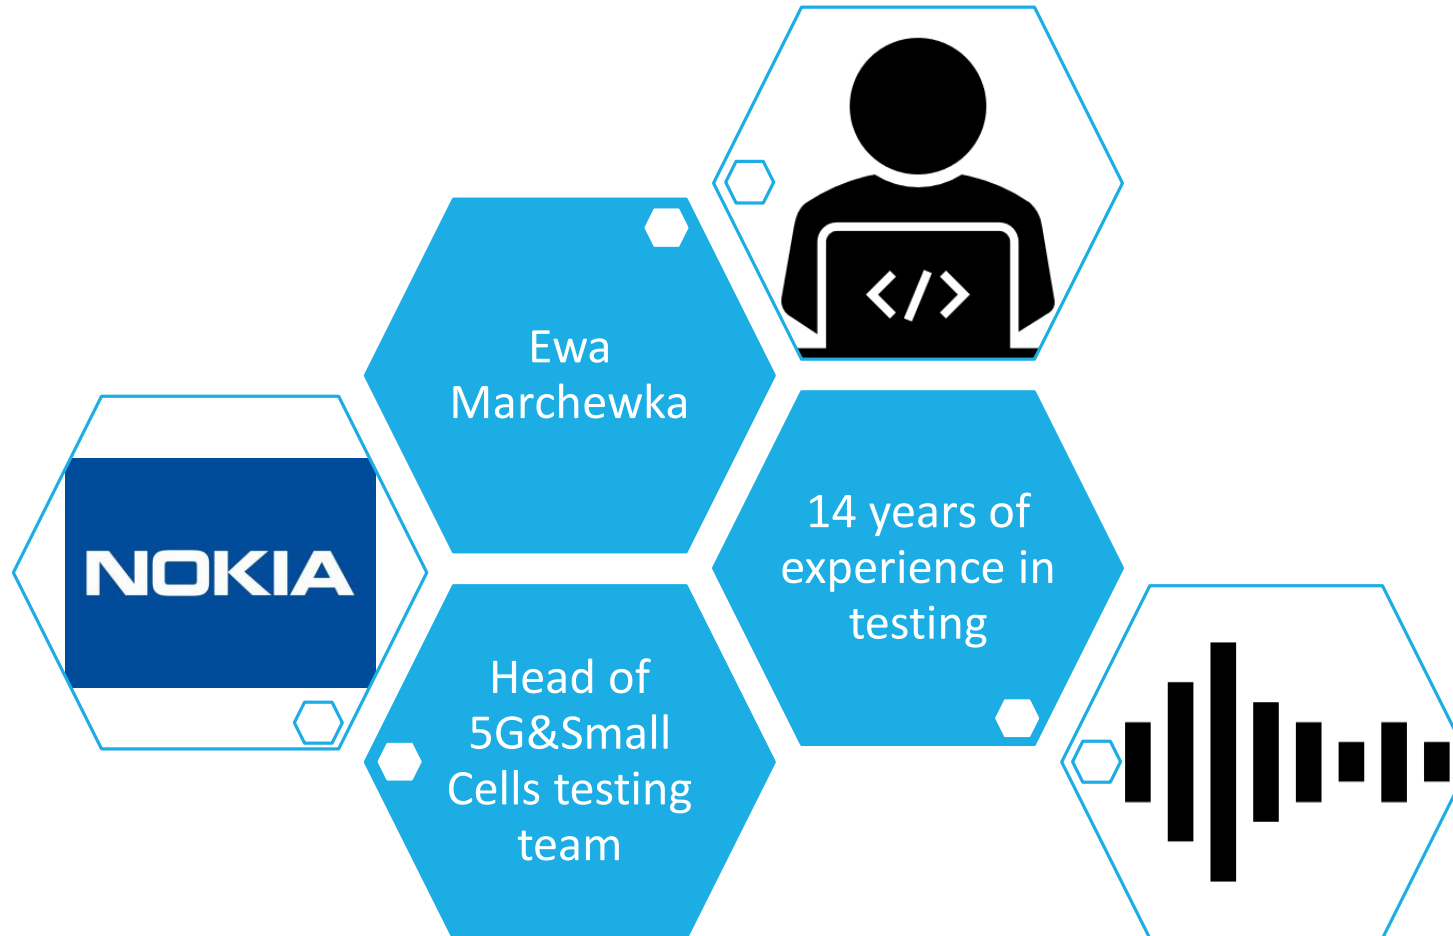 </>
Ewa
Marchewka
NOKIA
14 years of
experience in
testing
Head of
5G&Small
Cells testing
team